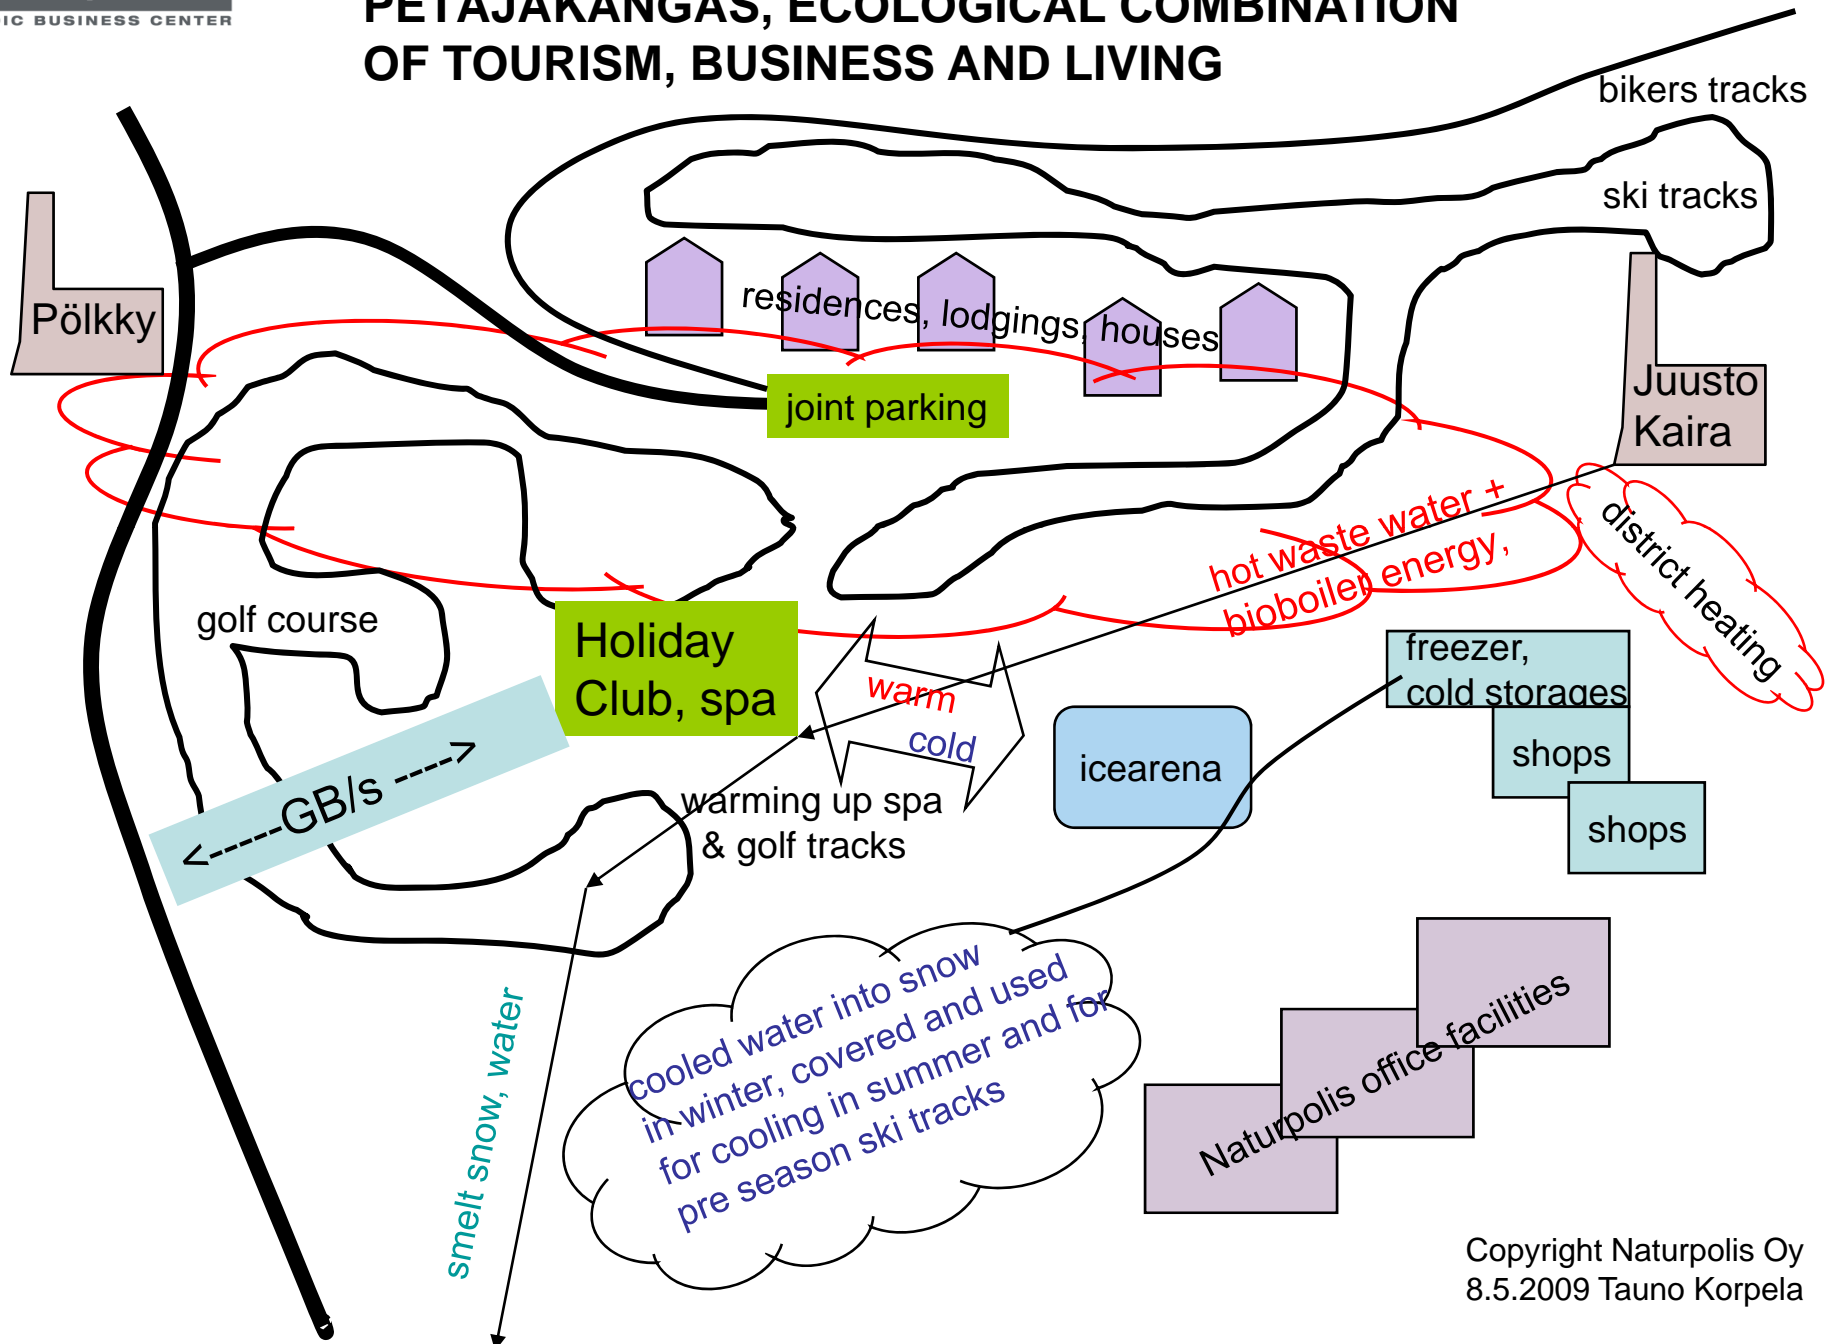 BUSINESS CENTER
PETÄJÄKANGAS, ECOLOGICAL COMBINATION
OF TOURISM, BUSINESS AND LIVING
bikers tracks
ski tracks
Pölkky
residences, lodgings, houses
joint parking
Juusto
Kaira
hot waste water +
bioboiler energy,
district heating
golf course
Holiday
Club, spa
warm
cold
freezer,
cold storages
shops
shops
icearena
<-----GB/s ---->
warming up spa
& golf tracks
smelt snow, water
cooled water into snow
in winter, covered and used
for cooling in summer and for
pre season ski tracks
Naturpolis office facilities
Copyright Naturpolis Oy
8.5.2009 Tauno Korpela